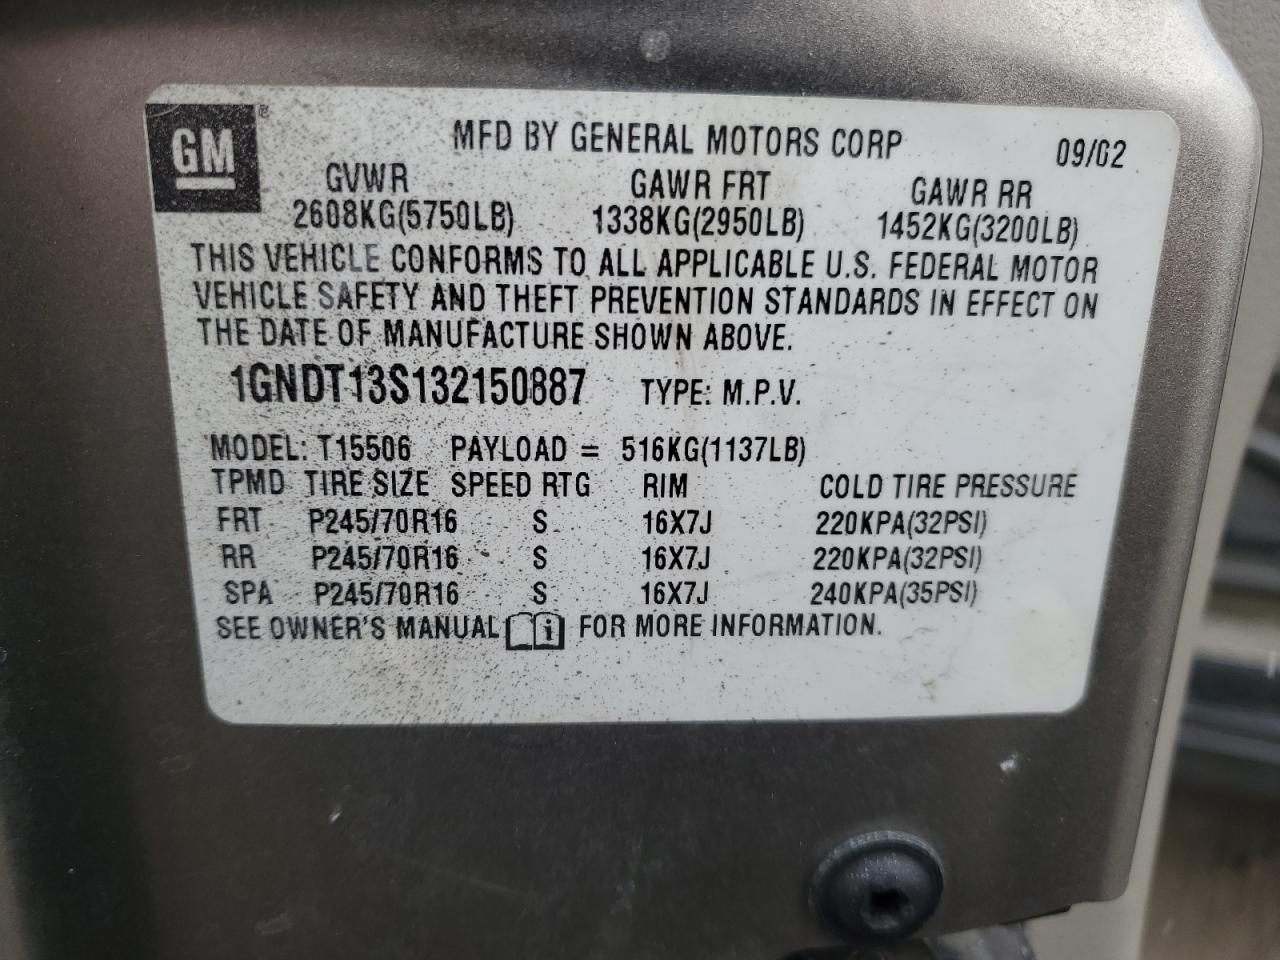 GM®
MFD BY GENERAL MOTORS CORP 09/02
GVWR GAWR FRT GAWR RR
2608KG(5750LB) 1338KG(2950LB) 1452KG(3200LB)
THIS VEHICLE CONFORMS TO ALL APPLICABLE U.S. FEDERAL MOTOR
VEHICLE SAFETY AND THEFT PREVENTION STANDARDS IN EFFECT ON
THE DATE OF MANUFACTURE SHOWN ABOVE.
1GNDT13S132150887 TYPE: M.P.V.
MODEL: T15506 PAYLOAD = 516KG(1137LB)
TPMD TIRE SIZE SPEED RTG RIM COLD TIRE PRESSURE
FRT P245/70R16 S 16X7J 220KPA(32PSI)
RR P245/70R16 S 16X7J 220KPA(32PSI)
SPA P245/70R16 S 16X7J 240KPA(35PSI)
SEE OWNER'S MANUAL i FOR MORE INFORMATION.